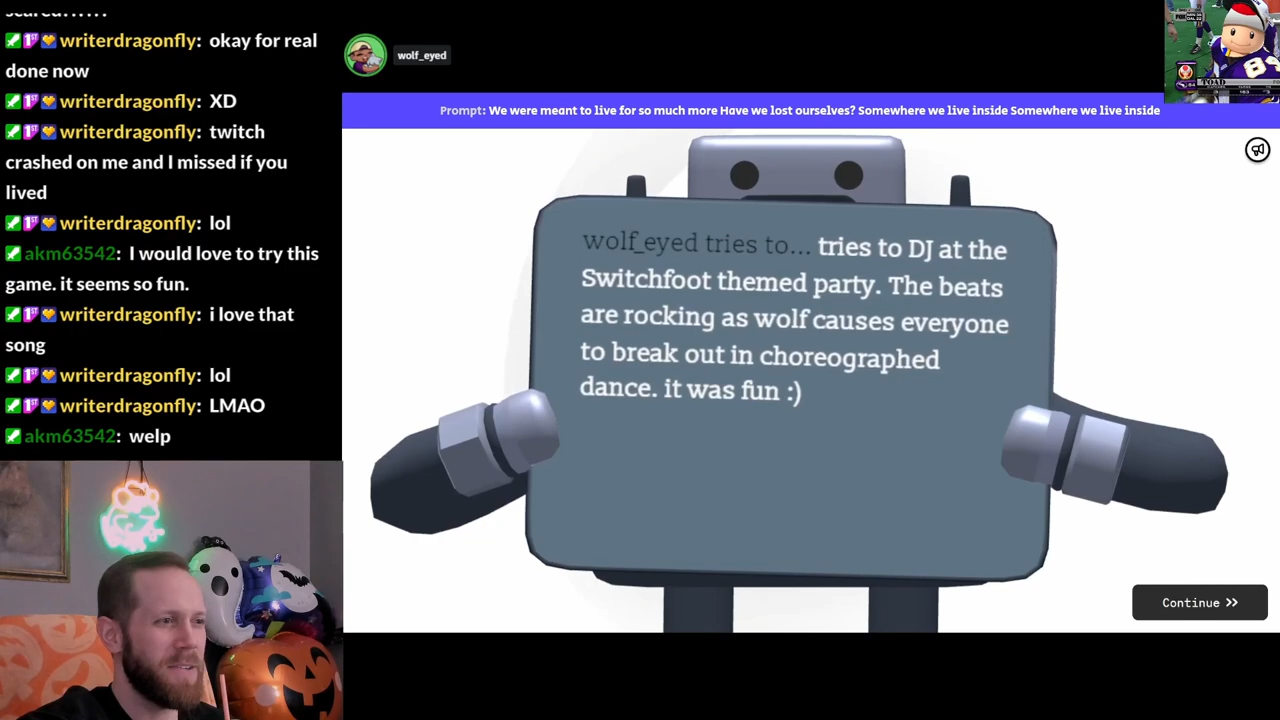 writerdragonfly: okay for real
done now
writerdragonfly: XD
writerdragonfly: twitch
crashed on me and I missed if you
lived
writerdragonfly: lol
akm63542: I would love to try this
game. it seems so fun.
writerdragonfly: i love that
song
writerdragonfly: lol
writerdragonfly: LMAO
akm63542: welp
wolf_eyed
Prompt: We were meant to live for so much more Have we lost ourselves? Somewhere we live inside Somewhere we live inside
wolf_eyed tries to... tries to DJ at the
Switchfoot themed party. The beats
are rocking as wolf causes everyone
to break out in choreographed
dance. it was fun :)
Continue
TOAD